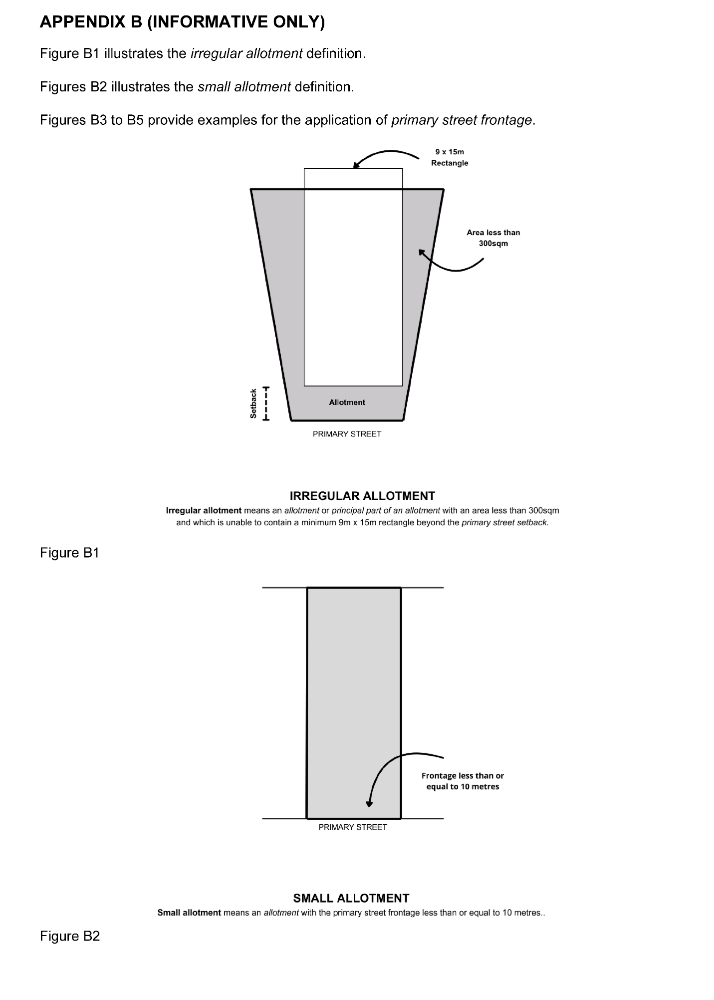 APPENDIX B (INFORMATIVE ONLY)
Figure B1 illustrates the irregular allotment definition.
Figures B2 illustrates the small allotment definition.
Figures B3 to B5 provide examples for the application of primary street frontage.
9 x 15m
Rectangle
Area less than
300sqm
Setback
Allotment
PRIMARY STREET
IRREGULAR ALLOTMENT
Irregular allotment means an allotment or principal part of an allotment with an area less than 300sqm
and which is unable to contain a minimum 9m x 15m rectangle beyond the primary street setback.
Figure B1
Frontage less than or
equal to 10 metres
PRIMARY STREET
SMALL ALLOTMENT
Small allotment means an allotment with the primary street frontage less than or equal to 10 metres..
Figure B2